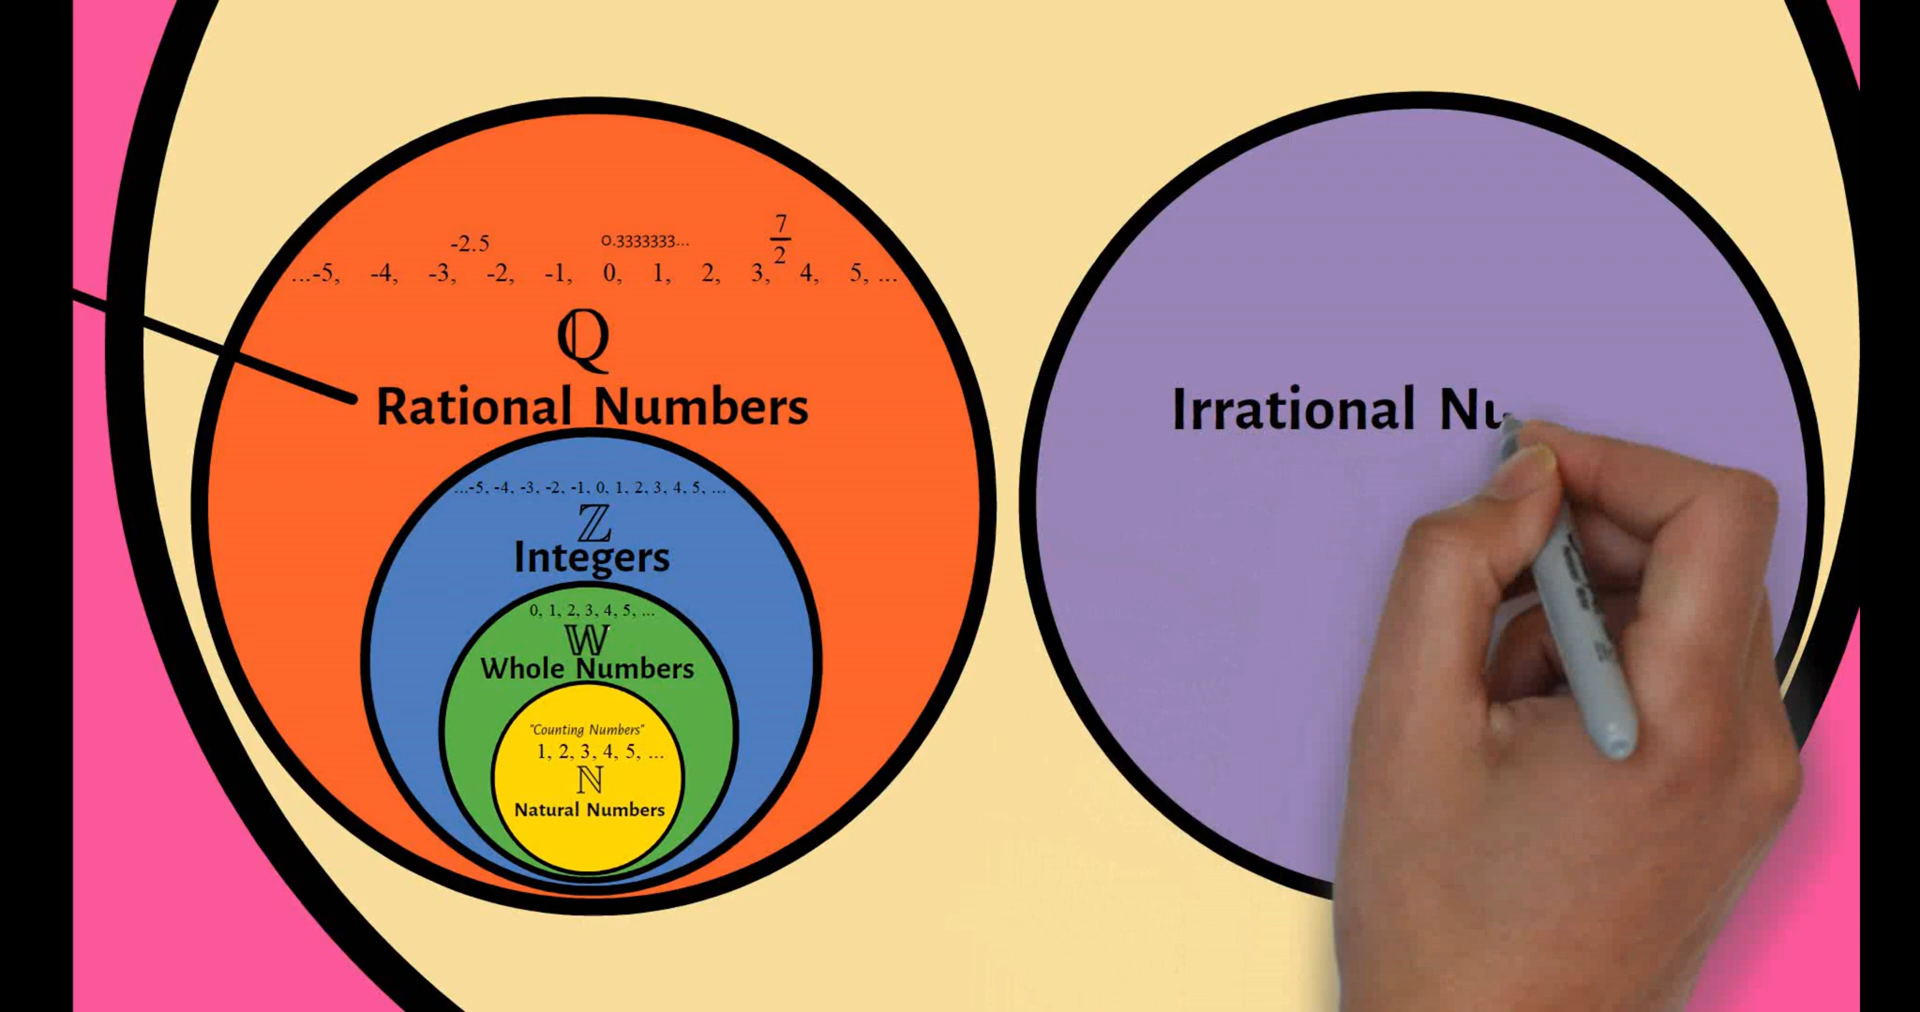 -2.5 0.3333333... 7/2
...-5, -4, -3, -2, -1, 0, 1, 2, 3, 4, 5, ...
ℚ
Rational Numbers
...-5, -4, -3, -2, -1, 0, 1, 2, 3, 4, 5, ...
ℤ
Integers
0, 1, 2, 3, 4, 5, ...
𝕎
Whole Numbers
"Counting Numbers"
1, 2, 3, 4, 5, ...
ℕ
Natural Numbers
Irrational Nu